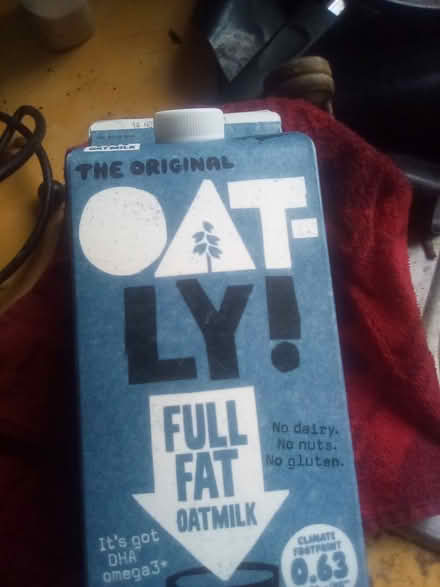 OATMILK
THE ORIGINAL
OAT-
LY!
FULL
FAT
OATMILK
No dairy.
No nuts.
No gluten.
It's got
DHA
omega3*
CLIMATE
FOOTPRINT
0.63